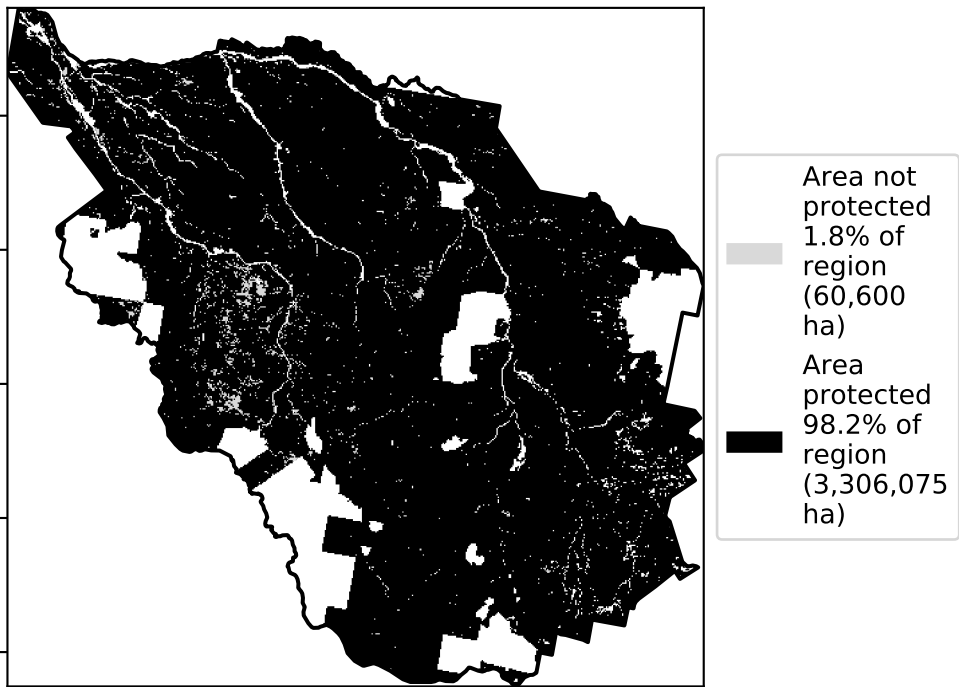 Area not
protected
1.8% of
region
(60,600
ha)
Area
protected
98.2% of
region
(3,306,075
ha)